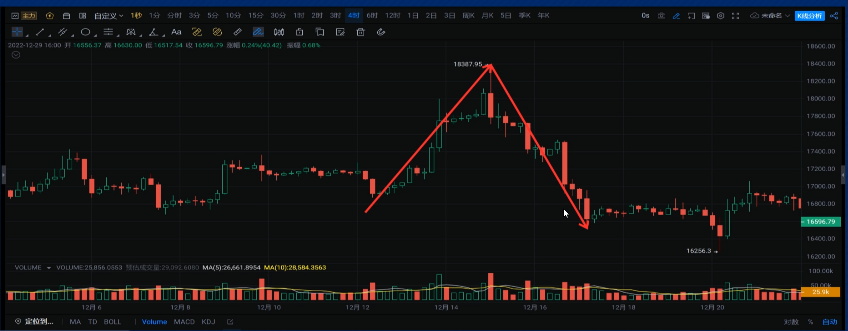 主力 自定义 1秒 1分 分时 3分 5分 10分 15分 30分 1时 2时 3时 4时 6时 12时 1日 2日 3日 5日 周K 月K 5日 季K 年K 0s 未命名 K线分析
Aa
2022-12-29 16:00 开 16556.37 高 16630.00 低 16517.54 收 16596.79 涨幅 0.24%(40.42) 振幅 0.68%
18600.00
18387.95
18400.00
18200.00
18000.00
17800.00
17600.00
17400.00
17200.00
17000.00
16800.00
16596.79
16400.00
16256.3
16200.00
VOLUME VOLUME:25,856.0553 预估成交量: MA(5):26,661.8954 MA(10):28,584.3563
100.00k
25.9k
12月 6 12月 8 12月 10 12月 12 12月 14 12月 16 12月 18 12月 20
定位到... MA TD BOLL Volume MACD KDJ 对数 % 自动